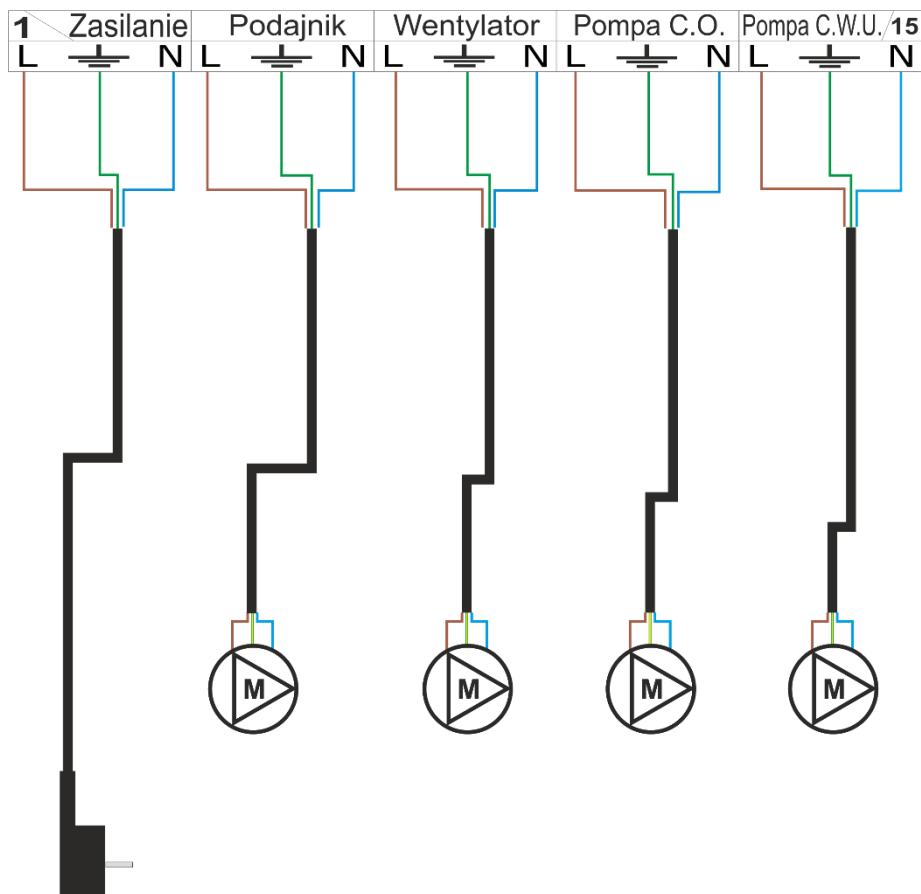 1 Zasilanie Podajnik Wentylator Pompa C.O. Pompa C.W.U. 15
L N L N L N L N L N
M M M M